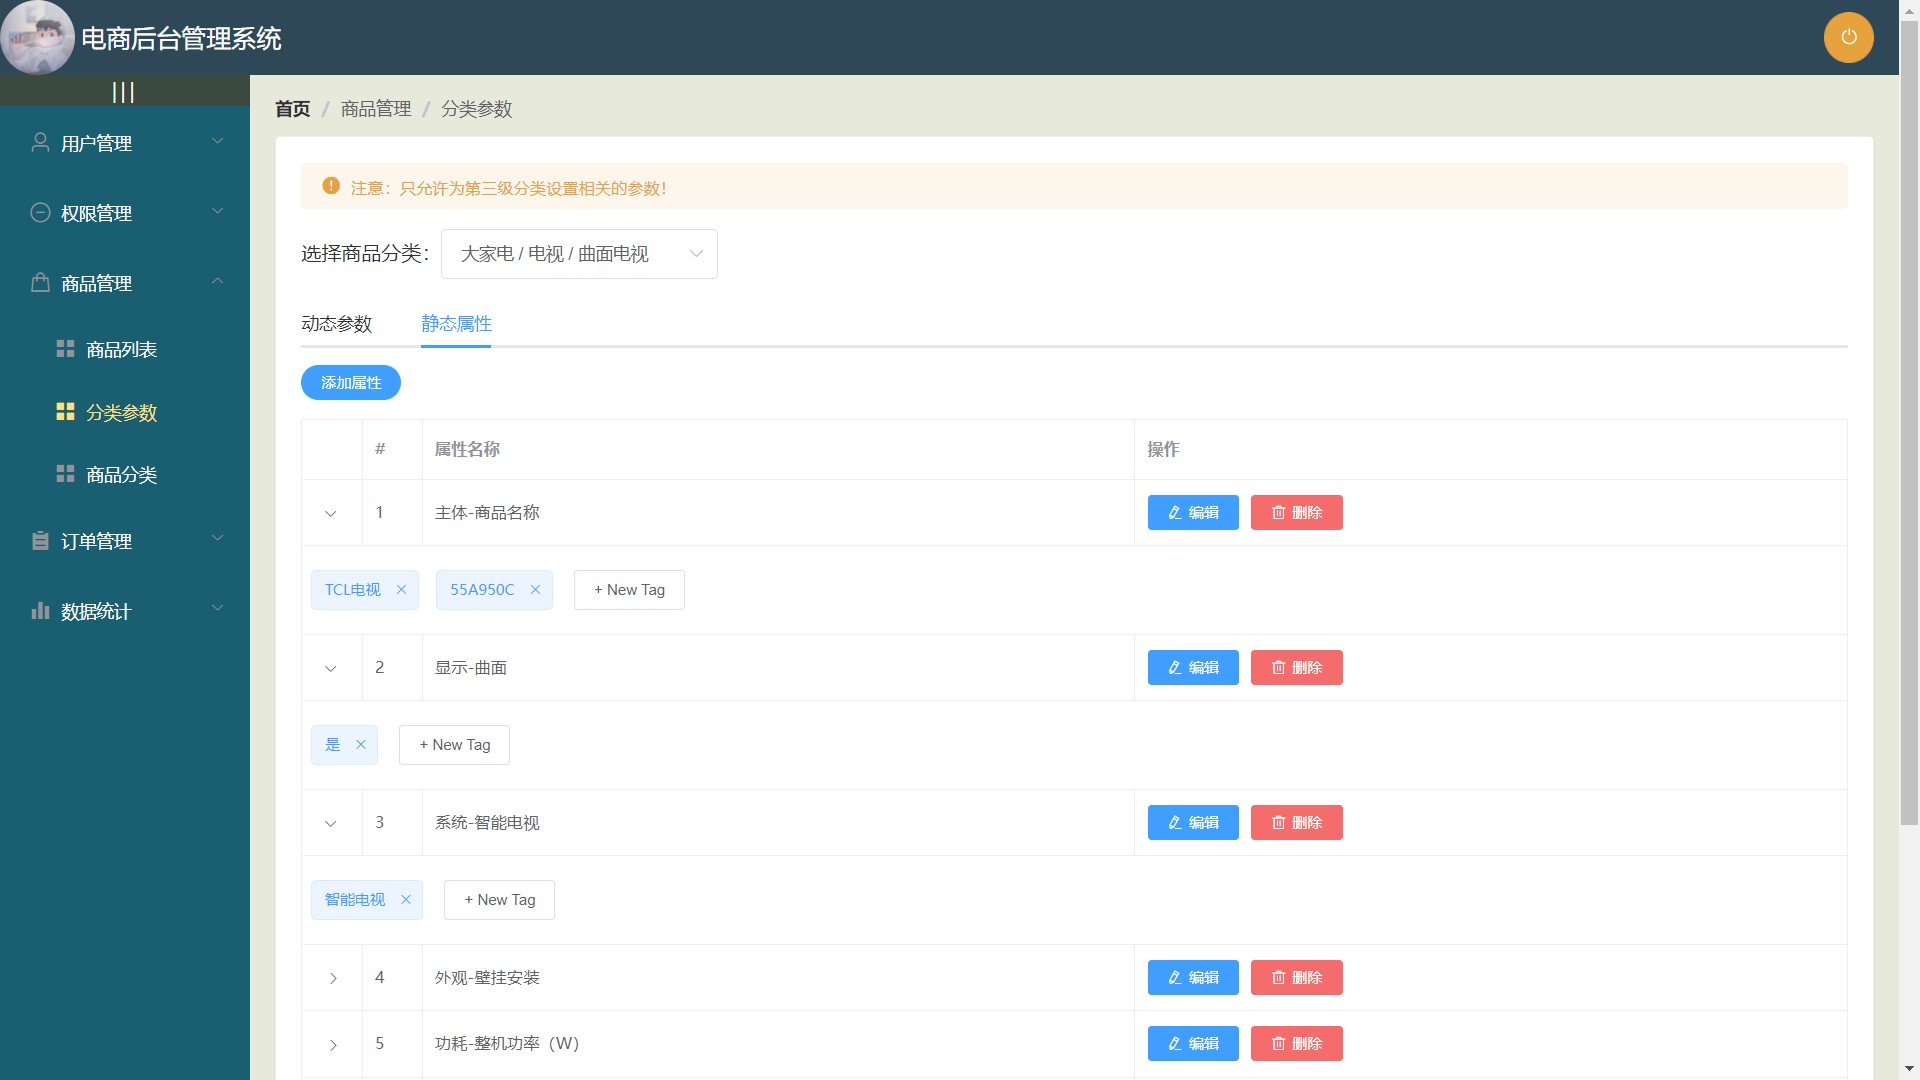 电商后台管理系统
|||
首页 / 商品管理 / 分类参数
用户管理
权限管理
商品管理
商品列表
分类参数
商品分类
订单管理
数据统计
注意：只允许为第三级分类设置相关的参数！
选择商品分类： 大家电 / 电视 / 曲面电视
动态参数 静态属性
添加属性
# 属性名称 操作
1 主体-商品名称 编辑 删除
TCL电视 55A950C + New Tag
2 显示-曲面 编辑 删除
是 + New Tag
3 系统-智能电视 编辑 删除
智能电视 + New Tag
4 外观-壁挂安装 编辑 删除
5 功耗-整机功率（W） 编辑 删除